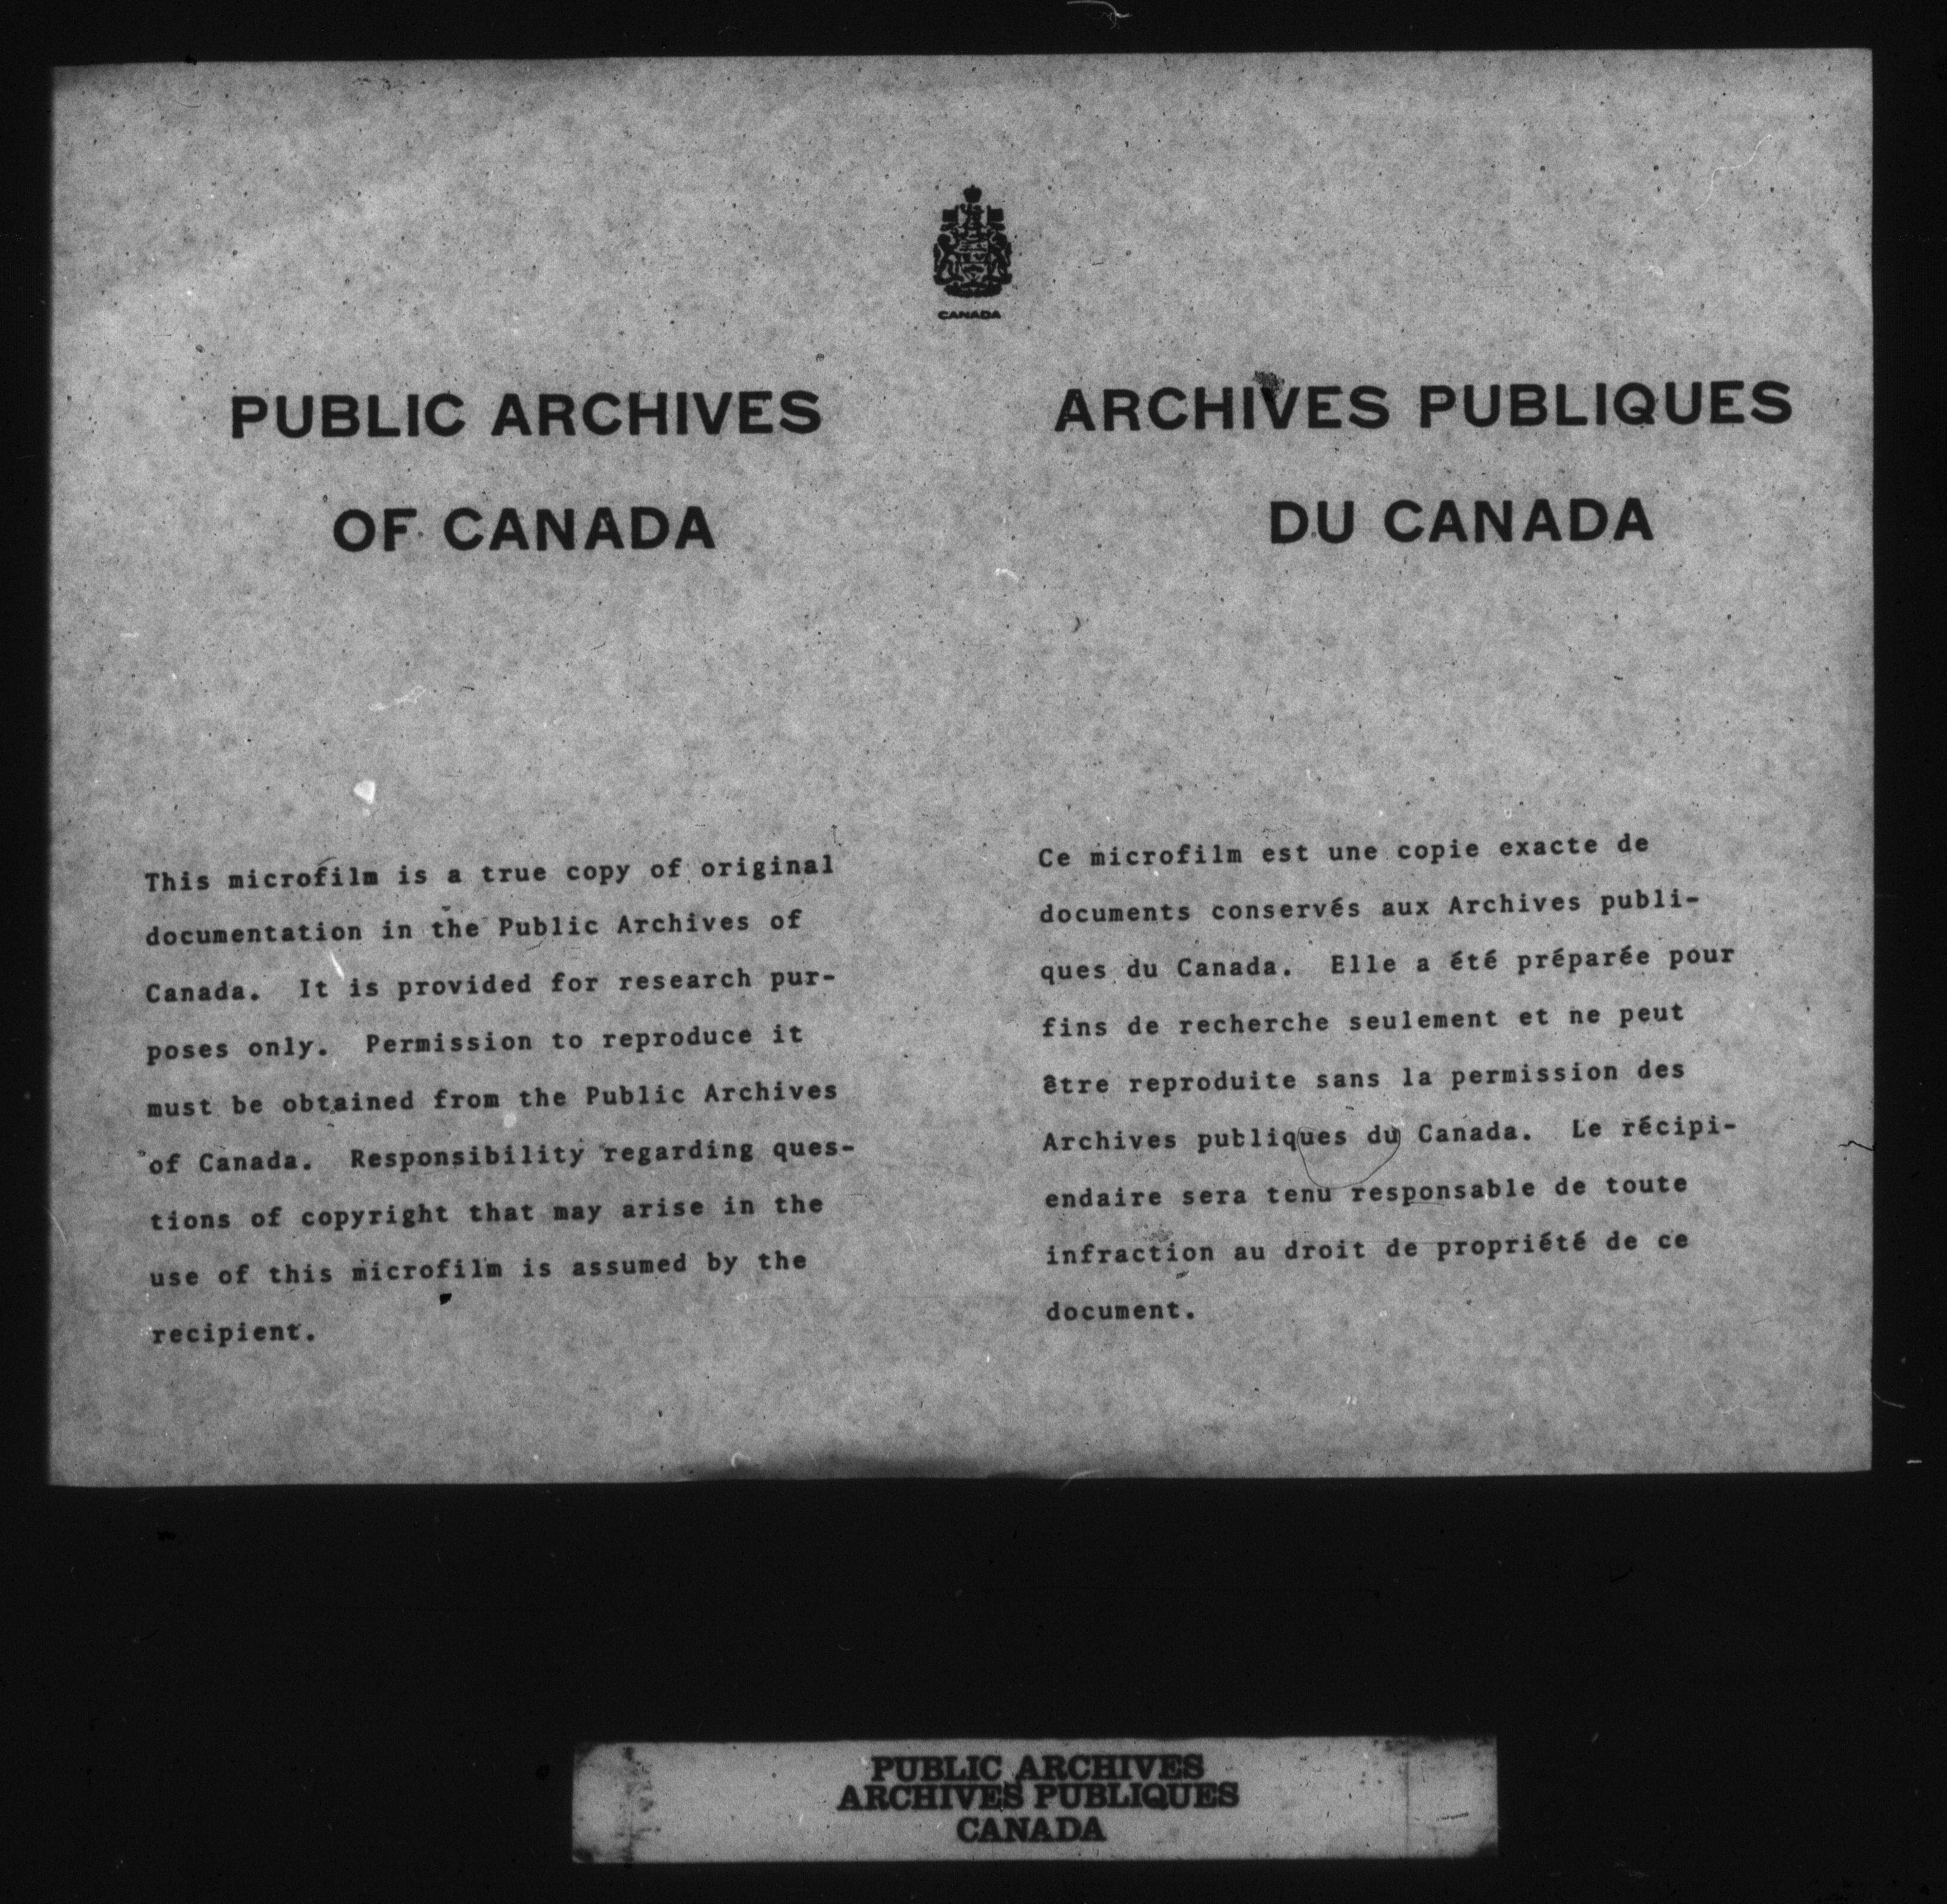 CANADA
PUBLIC ARCHIVES
OF CANADA
This microfilm is a true copy of original
documentation in the Public Archives of
Canada. It is provided for research pur-
poses only. Permission to reproduce it
must be obtained from the Public Archives
of Canada. Responsibility regarding ques-
tions of copyright that may arise in the
use of this microfilm is assumed by the
recipient.
ARCHIVES PUBLIQUES
DU CANADA
Ce microfilm est une copie exacte de
documents conservés aux Archives publi-
ques du Canada. Elle a été préparée pour
fins de recherche seulement et ne peut
être reproduite sans la permission des
Archives publiques du Canada. Le récipi-
endaire sera tenu responsable de toute
infraction au droit de propriété de ce
document.
PUBLIC ARCHIVES
ARCHIVES PUBLIQUES
CANADA